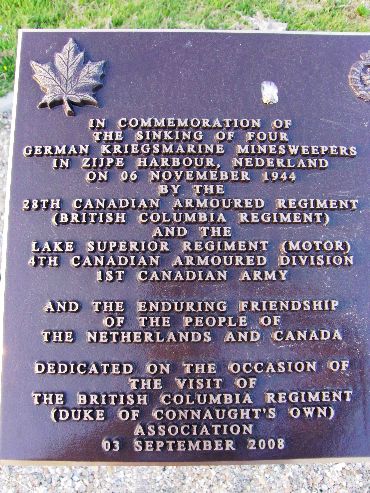 IN COMMEMORATION OF
THE SINKING OF FOUR
GERMAN KRIEGSMARINE MINESWEEPERS
IN ZIJPE HARBOUR, NEDERLAND
ON 06 NOVEMEBER 1944
BY THE
28TH CANADIAN ARMOURED REGIMENT
(BRITISH COLUMBIA REGIMENT)
AND THE
LAKE SUPERIOR REGIMENT (MOTOR)
4TH CANADIAN ARMOURED DIVISION
1ST CANADIAN ARMY
AND THE ENDURING FRIENDSHIP
OF THE PEOPLE OF
THE NETHERLANDS AND CANADA
DEDICATED ON THE OCCASION OF
THE VISIT OF
THE BRITISH COLUMBIA REGIMENT
(DUKE OF CONNAUGHT'S OWN)
ASSOCIATION
03 SEPTEMBER 2008